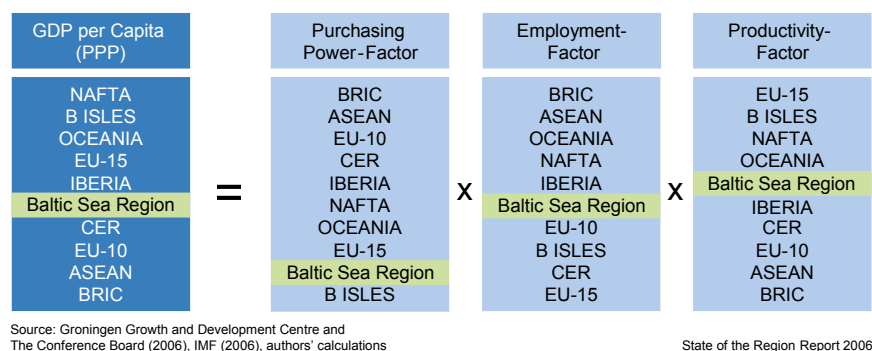 GDP per Capita
(PPP)
NAFTA
B ISLES
OCEANIA
EU-15
IBERIA
Baltic Sea Region
CER
EU-10
ASEAN
BRIC
=
Purchasing
Power-Factor
BRIC
ASEAN
EU-10
CER
IBERIA
NAFTA
OCEANIA
EU-15
Baltic Sea Region
B ISLES
x
Employment-
Factor
BRIC
ASEAN
OCEANIA
NAFTA
IBERIA
Baltic Sea Region
EU-10
B ISLES
CER
EU-15
x
Productivity-
Factor
EU-15
B ISLES
NAFTA
OCEANIA
Baltic Sea Region
IBERIA
CER
EU-10
ASEAN
BRIC
Source: Groningen Growth and Development Centre and
The Conference Board (2006), IMF (2006), authors' calculations
State of the Region Report 2006